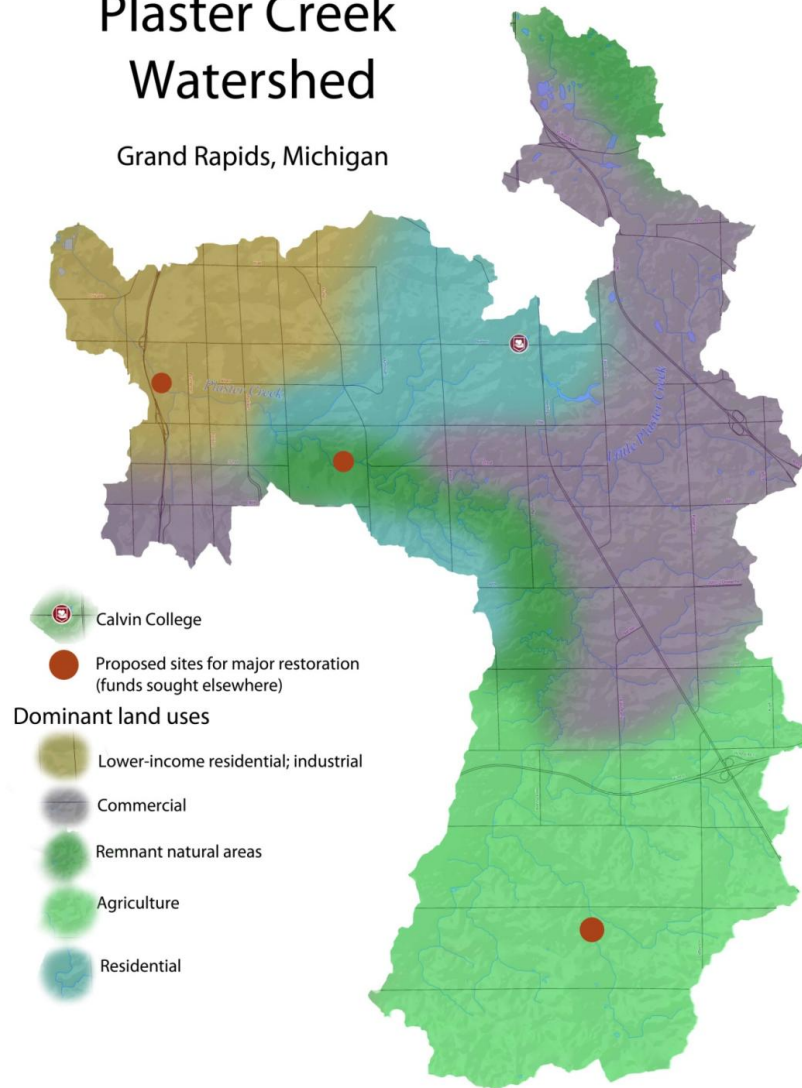 Plaster Creek
Watershed
Grand Rapids, Michigan
Plaster Creek
Little Plaster Creek
Calvin College
Proposed sites for major restoration
(funds sought elsewhere)
Dominant land uses
Lower-income residential; industrial
Commercial
Remnant natural areas
Agriculture
Residential